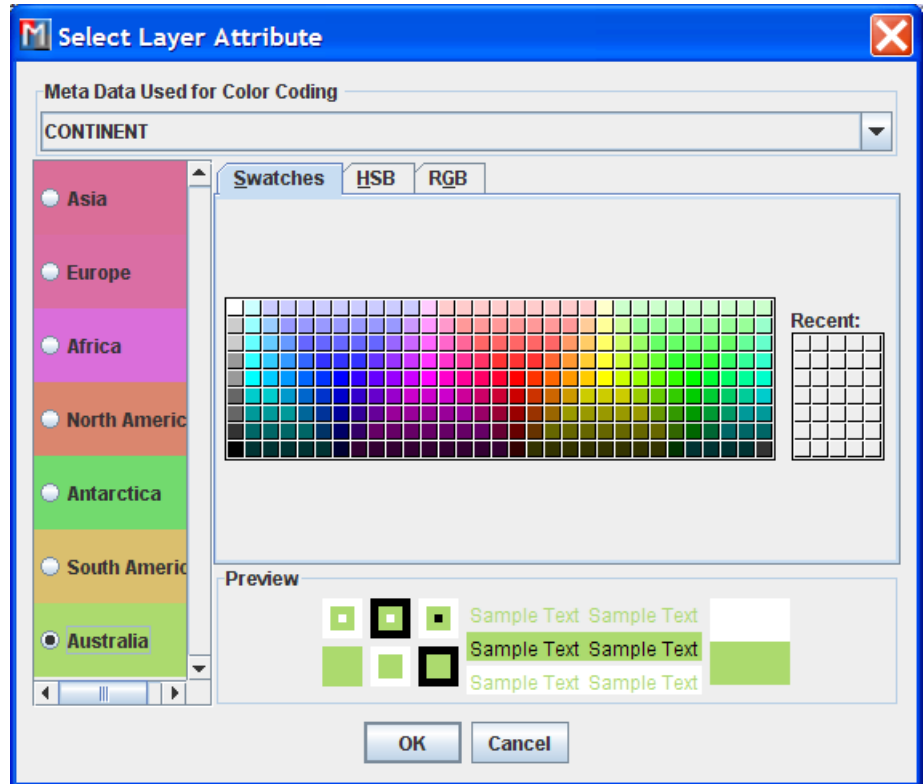 M Select Layer Attribute
Meta Data Used for Color Coding
CONTINENT
Asia
Europe
Africa
North Americ
Antarctica
South Americ
Australia
Swatches HSB RGB
Recent:
Preview
Sample Text Sample Text
Sample Text Sample Text
Sample Text Sample Text
OK Cancel